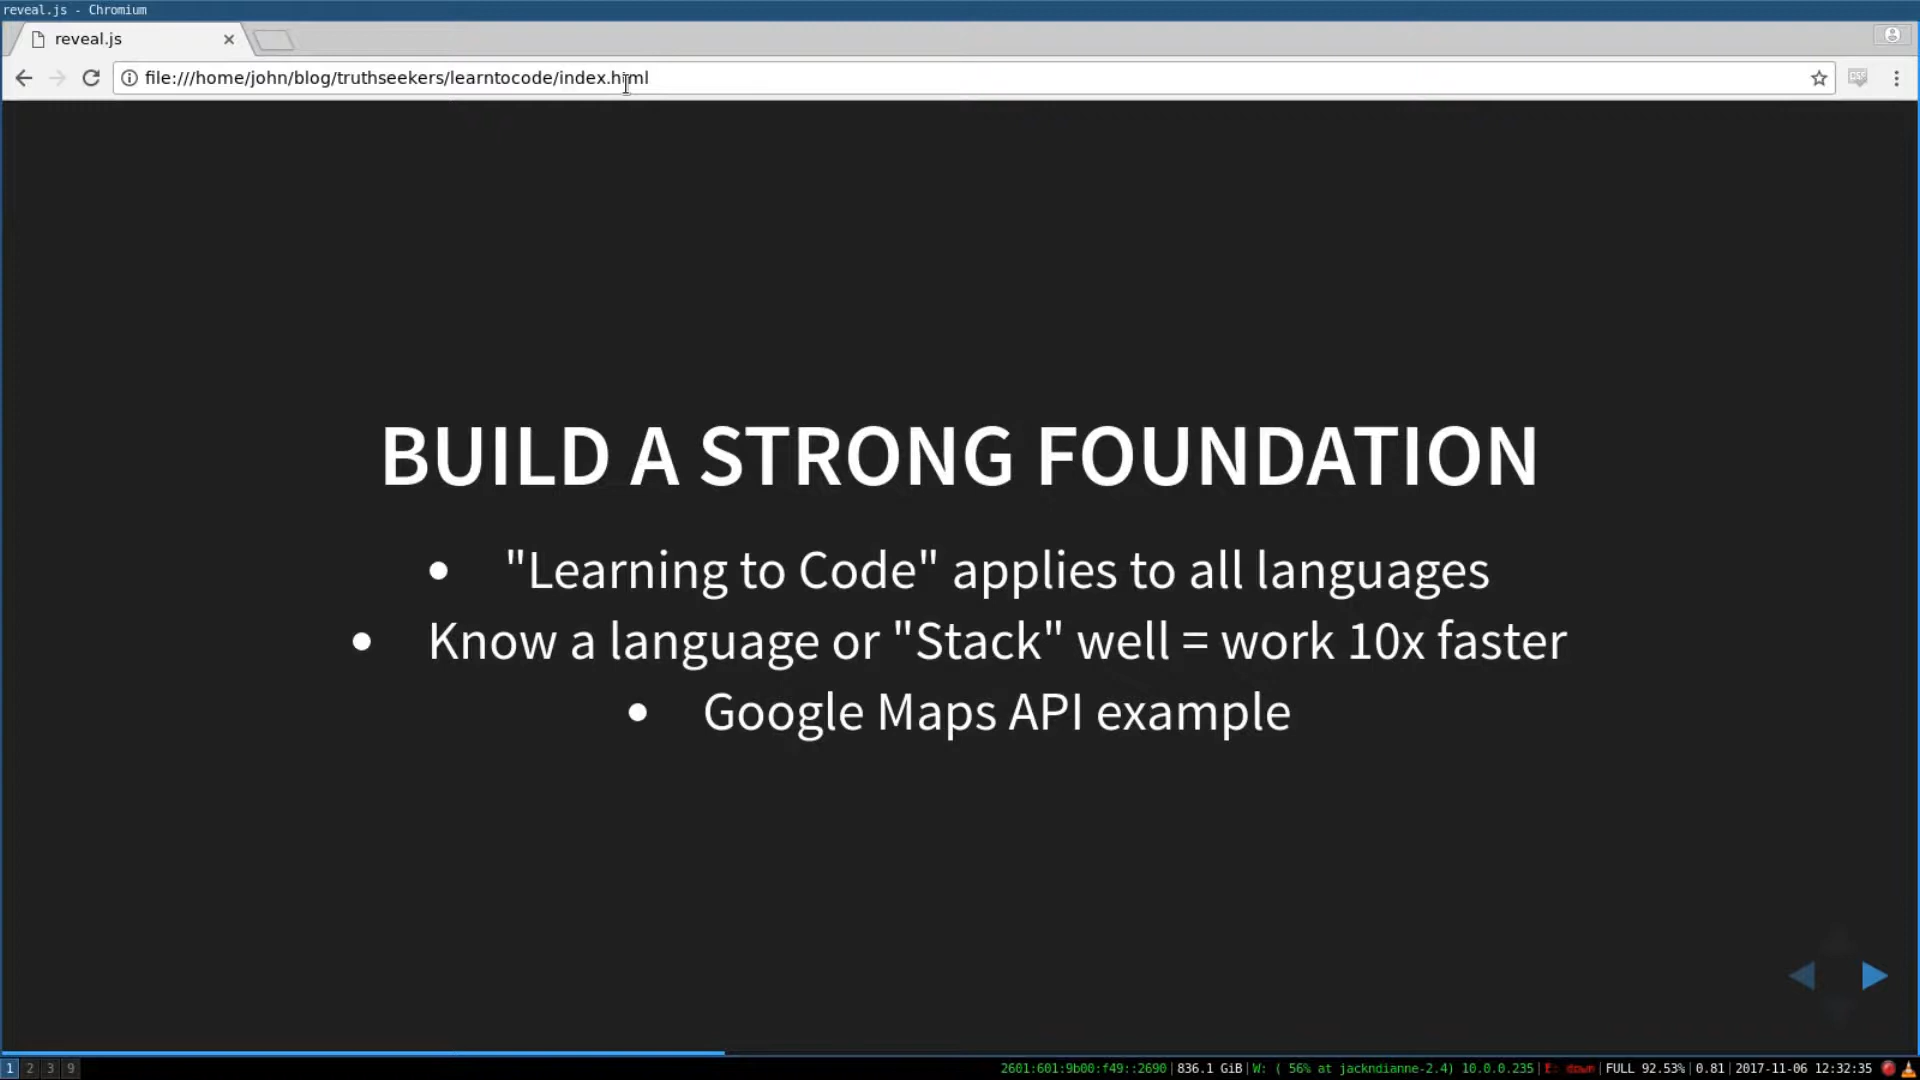 reveal.js - Chromium
reveal.js
file:///home/john/blog/truthseekers/learntocode/index.html
BUILD A STRONG FOUNDATION
• "Learning to Code" applies to all languages
• Know a language or "Stack" well = work 10x faster
• Google Maps API example
1 2 3 9
2601:601:9b00:f49::2690|836.1 GiB|W: ( 56% at jackndianne-2.4) 10.0.0.235|E: down|FULL 92.53%|0.81|2017-11-06 12:32:35